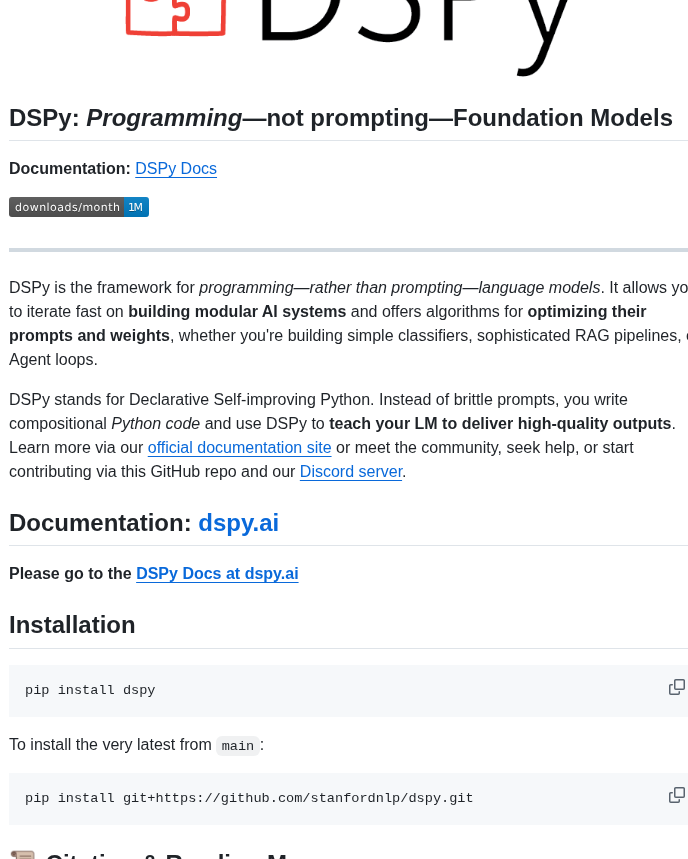 DSPy
DSPy: Programming—not prompting—Foundation Models
Documentation: DSPy Docs
downloads/month 1M
DSPy is the framework for programming—rather than prompting—language models. It allows yo
to iterate fast on building modular AI systems and offers algorithms for optimizing their
prompts and weights, whether you're building simple classifiers, sophisticated RAG pipelines,
Agent loops.
DSPy stands for Declarative Self-improving Python. Instead of brittle prompts, you write
compositional Python code and use DSPy to teach your LM to deliver high-quality outputs.
Learn more via our official documentation site or meet the community, seek help, or start
contributing via this GitHub repo and our Discord server.
Documentation: dspy.ai
Please go to the DSPy Docs at dspy.ai
Installation
pip install dspy
To install the very latest from main:
pip install git+https://github.com/stanfordnlp/dspy.git
📜 Citation & Reading M